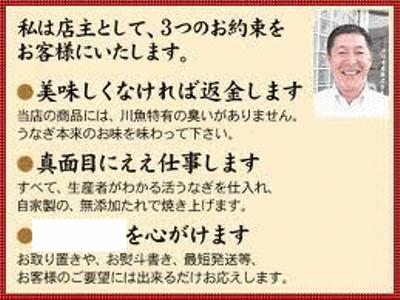 私は店主として、3つのお約束を
お客様にいたします。
●美味しくなければ返金します
当店の商品には、川魚特有の臭いがありません。
うなぎ本来のお味を味わって下さい。
●真面目にええ仕事します
すべて、生産者がわかる活うなぎを仕入れ、
自家製の、無添加たれで焼き上げます。
●を心がけます
お取り置きや、お熨斗書き、最短発送等、
お客様のご要望には出来るだけお応えします。